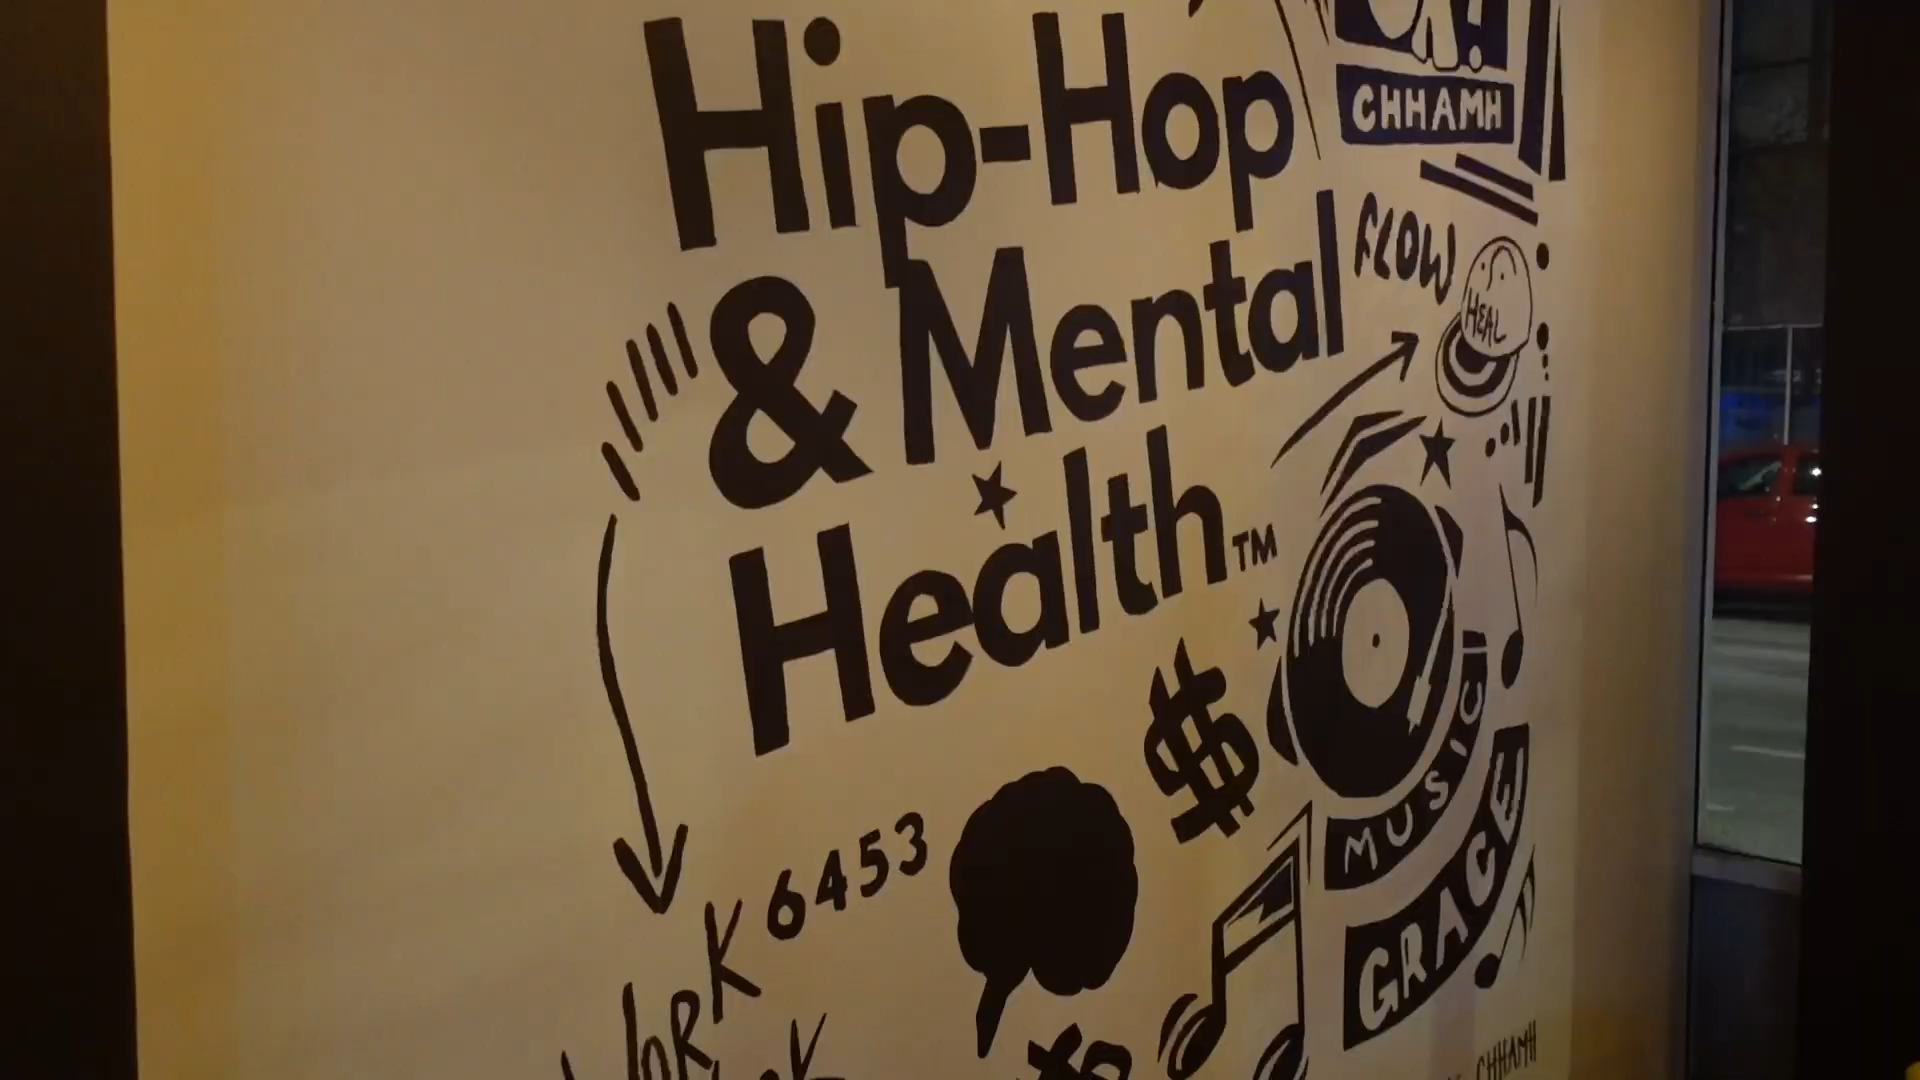 Hip-Hop
& Mental
Health™
CHHAMH
FLOW
HEAL
MUSIC
GRACE
K 6453
CHHAMH